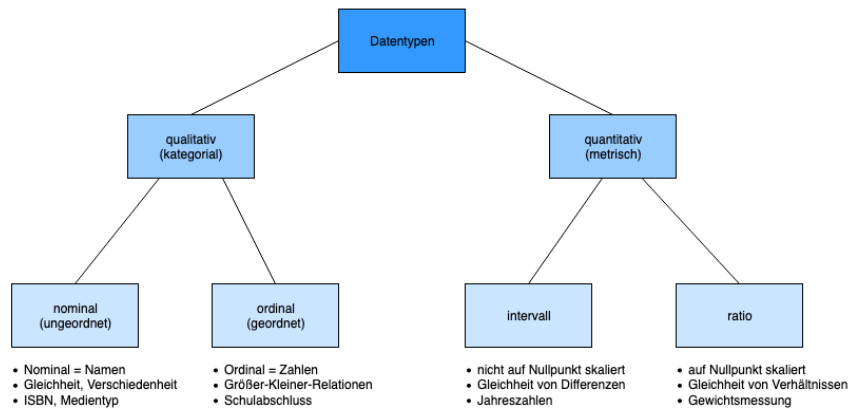 Datentypen
qualitativ
(kategorial)
quantitativ
(metrisch)
nominal
(ungeordnet)
ordinal
(geordnet)
intervall
ratio
• Nominal = Namen
• Gleichheit, Verschiedenheit
• ISBN, Medientyp
• Ordinal = Zahlen
• Größer-Kleiner-Relationen
• Schulabschluss
• nicht auf Nullpunkt skaliert
• Gleichheit von Differenzen
• Jahreszahlen
• auf Nullpunkt skaliert
• Gleichheit von Verhältnissen
• Gewichtsmessung